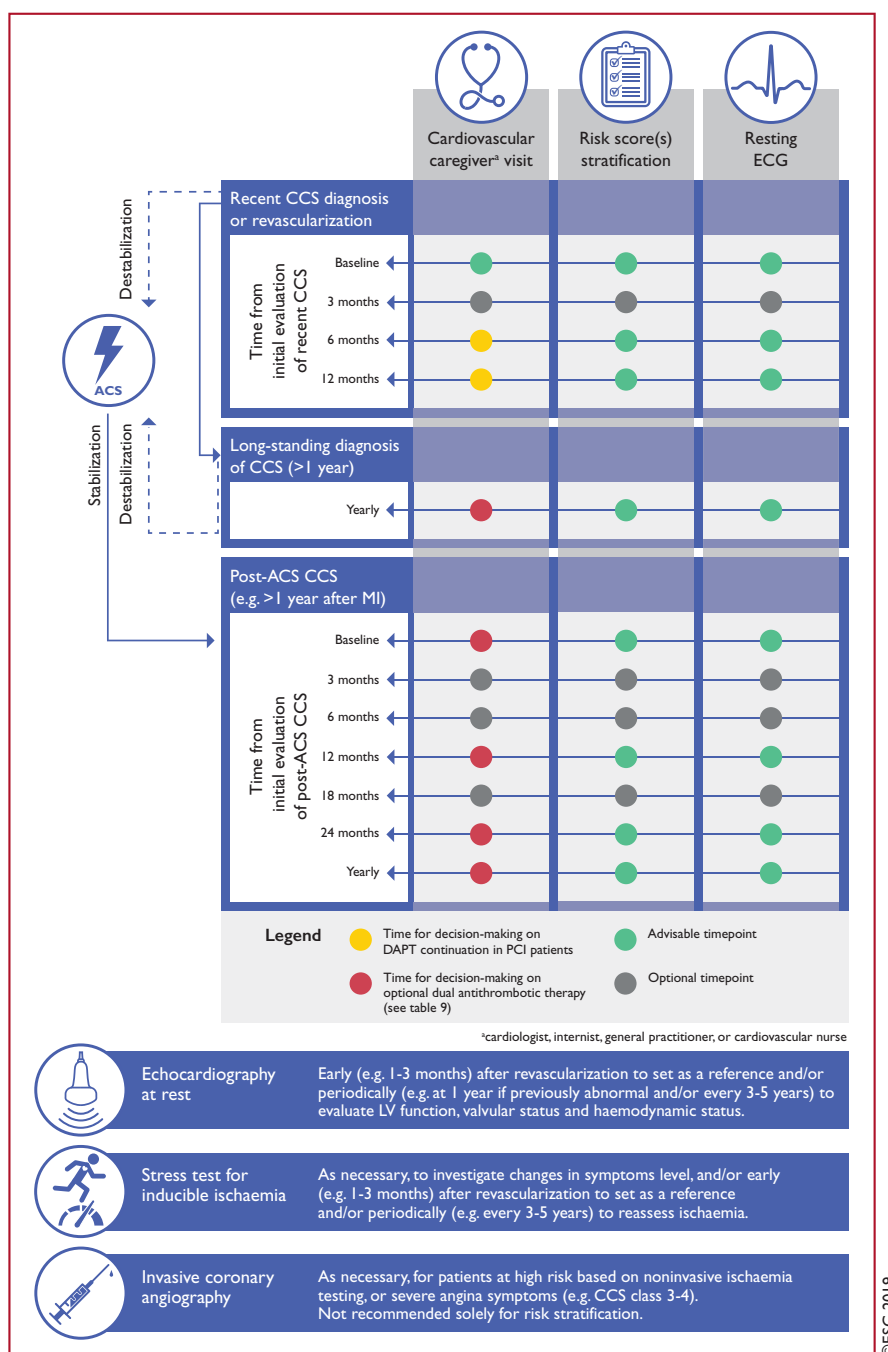 Cardiovascular
caregiverᵃ visit
Risk score(s)
stratification
Resting
ECG
Recent CCS diagnosis
or revascularization
Time from
initial evaluation
of recent CCS
Baseline
3 months
6 months
12 months
Destabilization
ACS
Stabilization
Destabilization
Long-standing diagnosis
of CCS (>1 year)
Yearly
Post-ACS CCS
(e.g. >1 year after MI)
Time from
initial evaluation
of post-ACS CCS
Baseline
3 months
6 months
12 months
18 months
24 months
Yearly
Legend
Time for decision-making on
DAPT continuation in PCI patients
Advisable timepoint
Time for decision-making on
optional dual antithrombotic therapy
(see table 9)
Optional timepoint
ᵃcardiologist, internist, general practitioner, or cardiovascular nurse
Echocardiography
at rest
Early (e.g. 1-3 months) after revascularization to set as a reference and/or
periodically (e.g. at 1 year if previously abnormal and/or every 3-5 years) to
evaluate LV function, valvular status and haemodynamic status.
Stress test for
inducible ischaemia
As necessary, to investigate changes in symptoms level, and/or early
(e.g. 1-3 months) after revascularization to set as a reference
and/or periodically (e.g. every 3-5 years) to reassess ischaemia.
Invasive coronary
angiography
As necessary, for patients at high risk based on noninvasive ischaemia
testing, or severe angina symptoms (e.g. CCS class 3-4).
Not recommended solely for risk stratification.
©ESC 2019